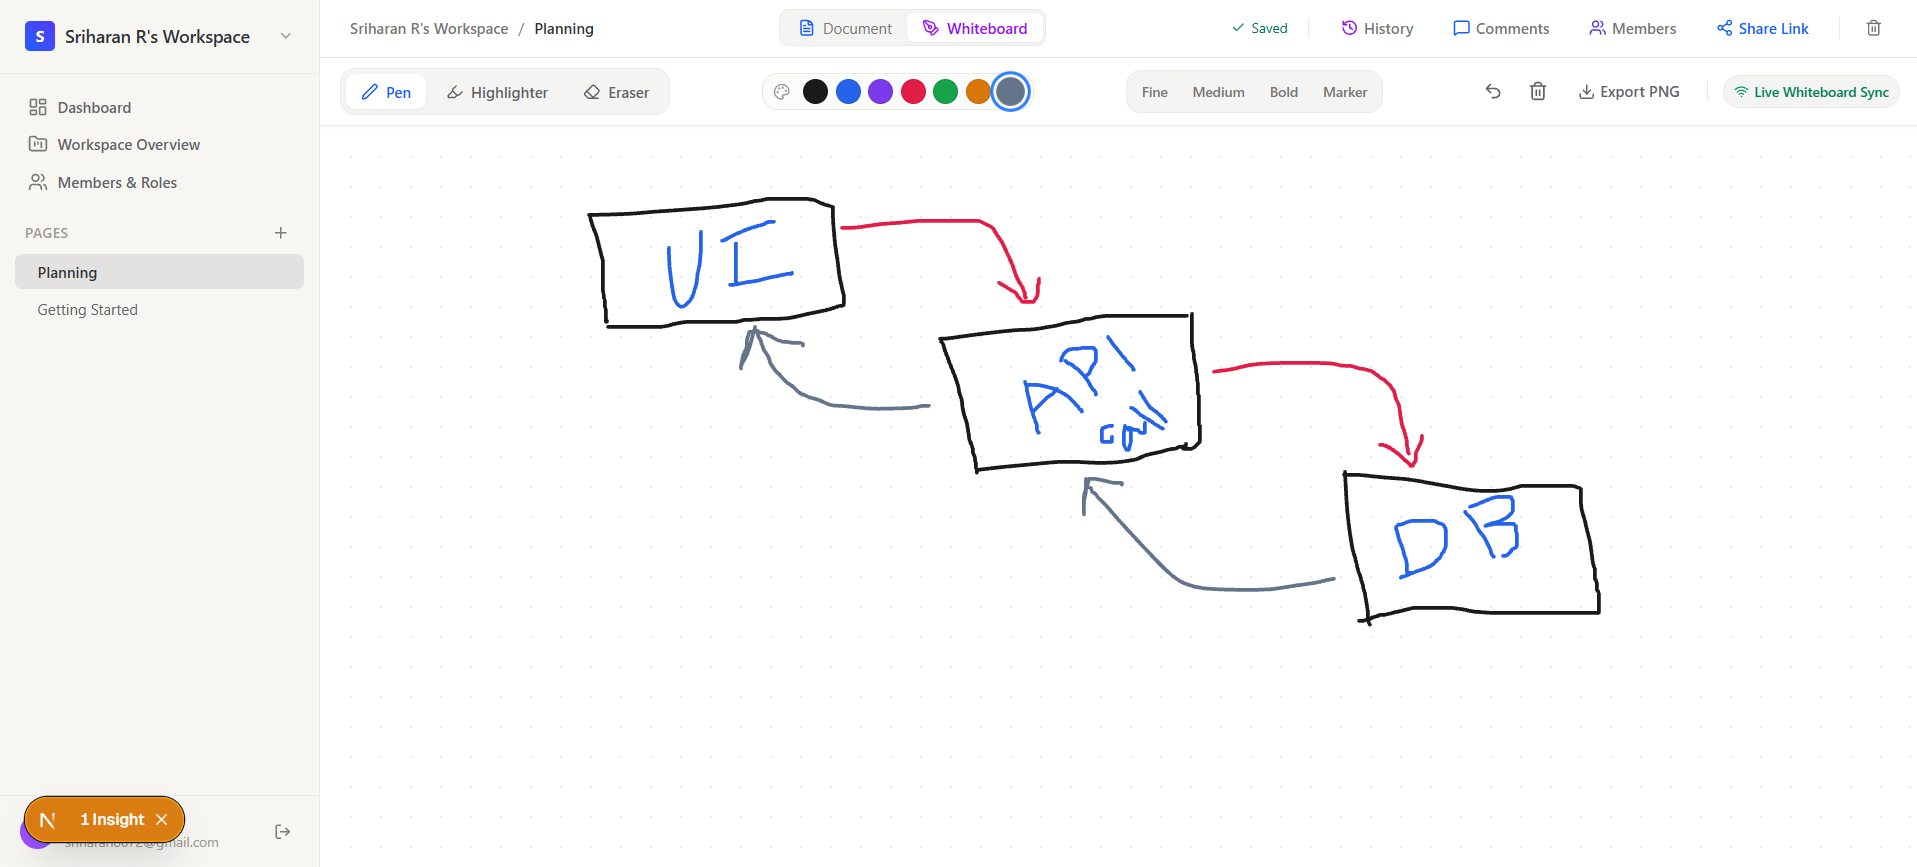 S Sriharan R's Workspace
Sriharan R's Workspace / Planning
Document Whiteboard
Saved
History
Comments
Members
Share Link
Pen Highlighter Eraser
Fine Medium Bold Marker
Export PNG
Live Whiteboard Sync
Dashboard
Workspace Overview
Members & Roles
PAGES
Planning
Getting Started
UI
API
DB
N 1 Insight
@gmail.com